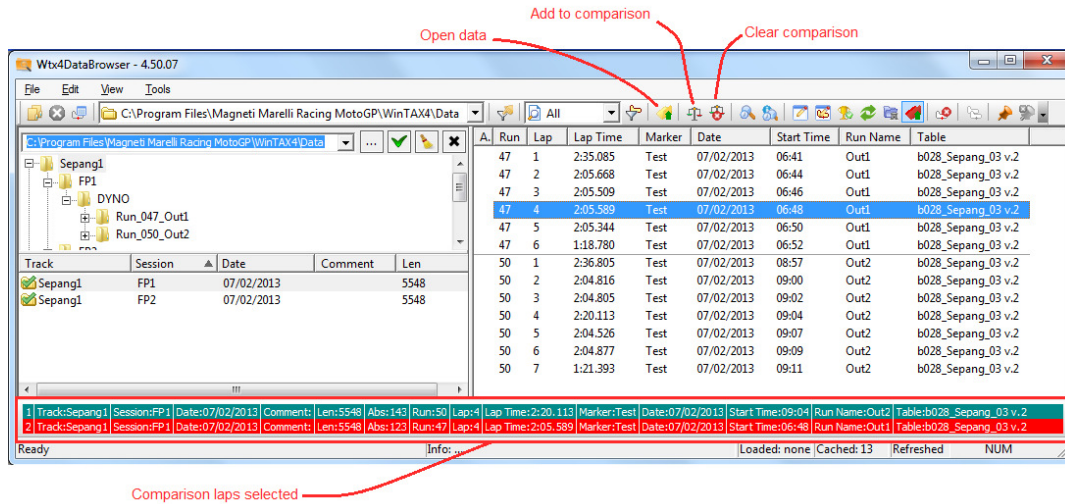 Add to comparison
Open data
Clear comparison
Wtx4DataBrowser - 4.50.07
File Edit View Tools
C:\Program Files\Magneti Marelli Racing MotoGP\WinTAX4\Data All
C:\Program Files\Magneti Marelli Racing MotoGP\WinTAX4\Data ...
Sepang1
FP1
DYNO
Run_047_Out1
Run_050_Out2
FP2
Track Session Date Comment Len
Sepang1 FP1 07/02/2013 5548
Sepang1 FP2 07/02/2013 5548
A. Run Lap Lap Time Marker Date Start Time Run Name Table
47 1 2:35.085 Test 07/02/2013 06:41 Out1 b028_Sepang_03 v.2
47 2 2:05.668 Test 07/02/2013 06:44 Out1 b028_Sepang_03 v.2
47 3 2:05.509 Test 07/02/2013 06:46 Out1 b028_Sepang_03 v.2
47 4 2:05.589 Test 07/02/2013 06:48 Out1 b028_Sepang_03 v.2
47 5 2:05.344 Test 07/02/2013 06:50 Out1 b028_Sepang_03 v.2
47 6 1:18.780 Test 07/02/2013 06:52 Out1 b028_Sepang_03 v.2
50 1 2:36.805 Test 07/02/2013 08:57 Out2 b028_Sepang_03 v.2
50 2 2:04.816 Test 07/02/2013 09:00 Out2 b028_Sepang_03 v.2
50 3 2:04.805 Test 07/02/2013 09:02 Out2 b028_Sepang_03 v.2
50 4 2:20.113 Test 07/02/2013 09:04 Out2 b028_Sepang_03 v.2
50 5 2:04.526 Test 07/02/2013 09:07 Out2 b028_Sepang_03 v.2
50 6 2:04.877 Test 07/02/2013 09:09 Out2 b028_Sepang_03 v.2
50 7 1:21.393 Test 07/02/2013 09:11 Out2 b028_Sepang_03 v.2
1 Track:Sepang1 Session:FP1 Date:07/02/2013 Comment: Len:5548 Abs:143 Run:50 Lap:4 Lap Time:2:20.113 Marker:Test Date:07/02/2013 Start Time:09:04 Run Name:Out2 Table:b028_Sepang_03 v.2
2 Track:Sepang1 Session:FP1 Date:07/02/2013 Comment: Len:5548 Abs:123 Run:47 Lap:4 Lap Time:2:05.589 Marker:Test Date:07/02/2013 Start Time:06:48 Run Name:Out1 Table:b028_Sepang_03 v.2
Ready Info: ... Loaded: none Cached: 13 Refreshed NUM
Comparison laps selected